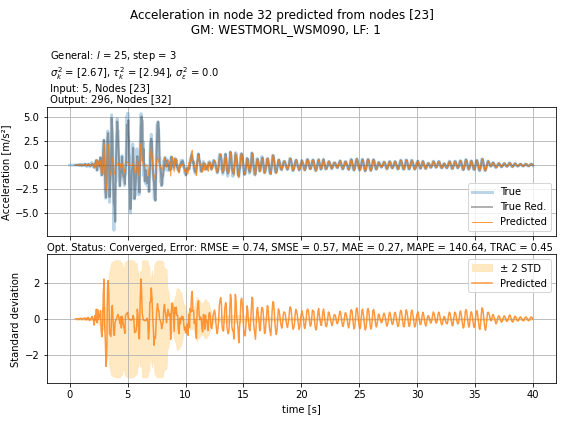 Acceleration in node 32 predicted from nodes [23]
GM: WESTMORL_WSM090, LF: 1
General: l = 25, step = 3
σ²_k = [2.67], τ²_k = [2.94], σ²_ε = 0.0
Input: 5, Nodes [23]
Output: 296, Nodes [32]
Acceleration [m/s²]
5.0
2.5
0.0
−2.5
−5.0
True
True Red.
Predicted
Opt. Status: Converged, Error: RMSE = 0.74, SMSE = 0.57, MAE = 0.27, MAPE = 140.64, TRAC = 0.45
Standard deviation
2
0
−2
± 2 STD
Predicted
0 5 10 15 20 25 30 35 40
time [s]